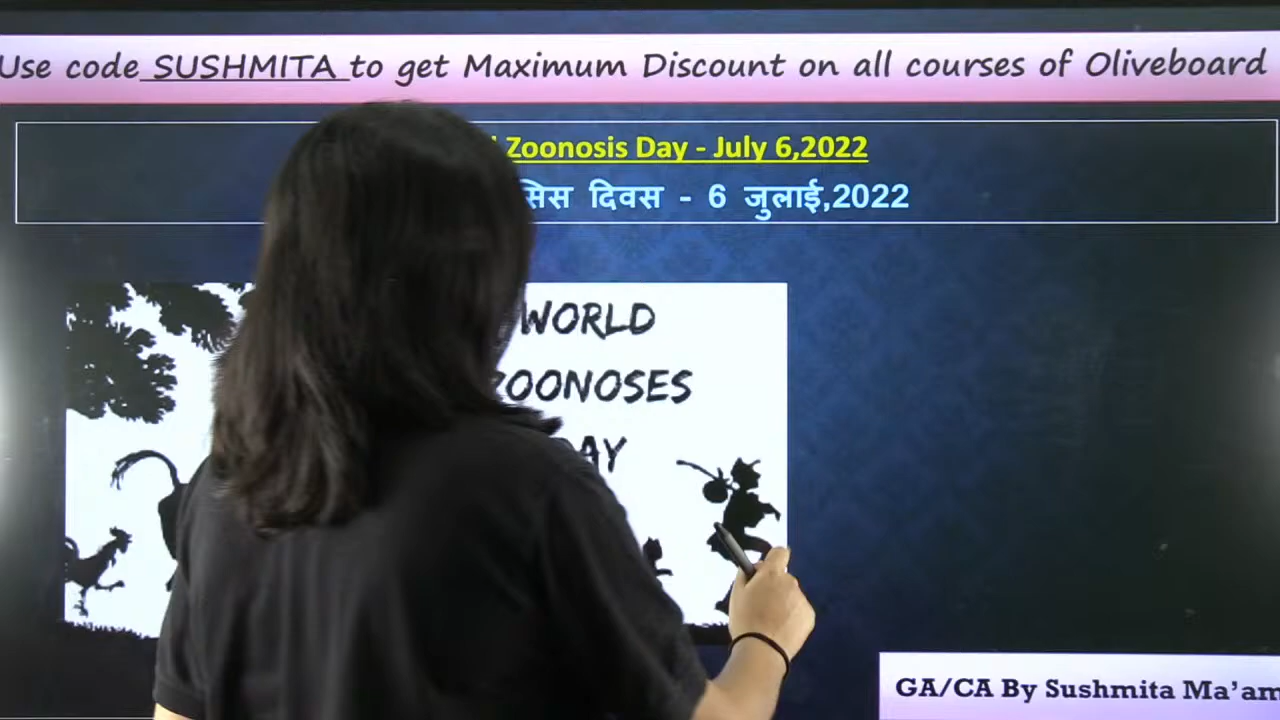 Use code SUSHMITA to get Maximum Discount on all courses of Oliveboard
Zoonosis Day - July 6,2022
दिवस - 6 जुलाई,2022
WORLD
ZOONOSES
GA/CA By Sushmita Ma'am